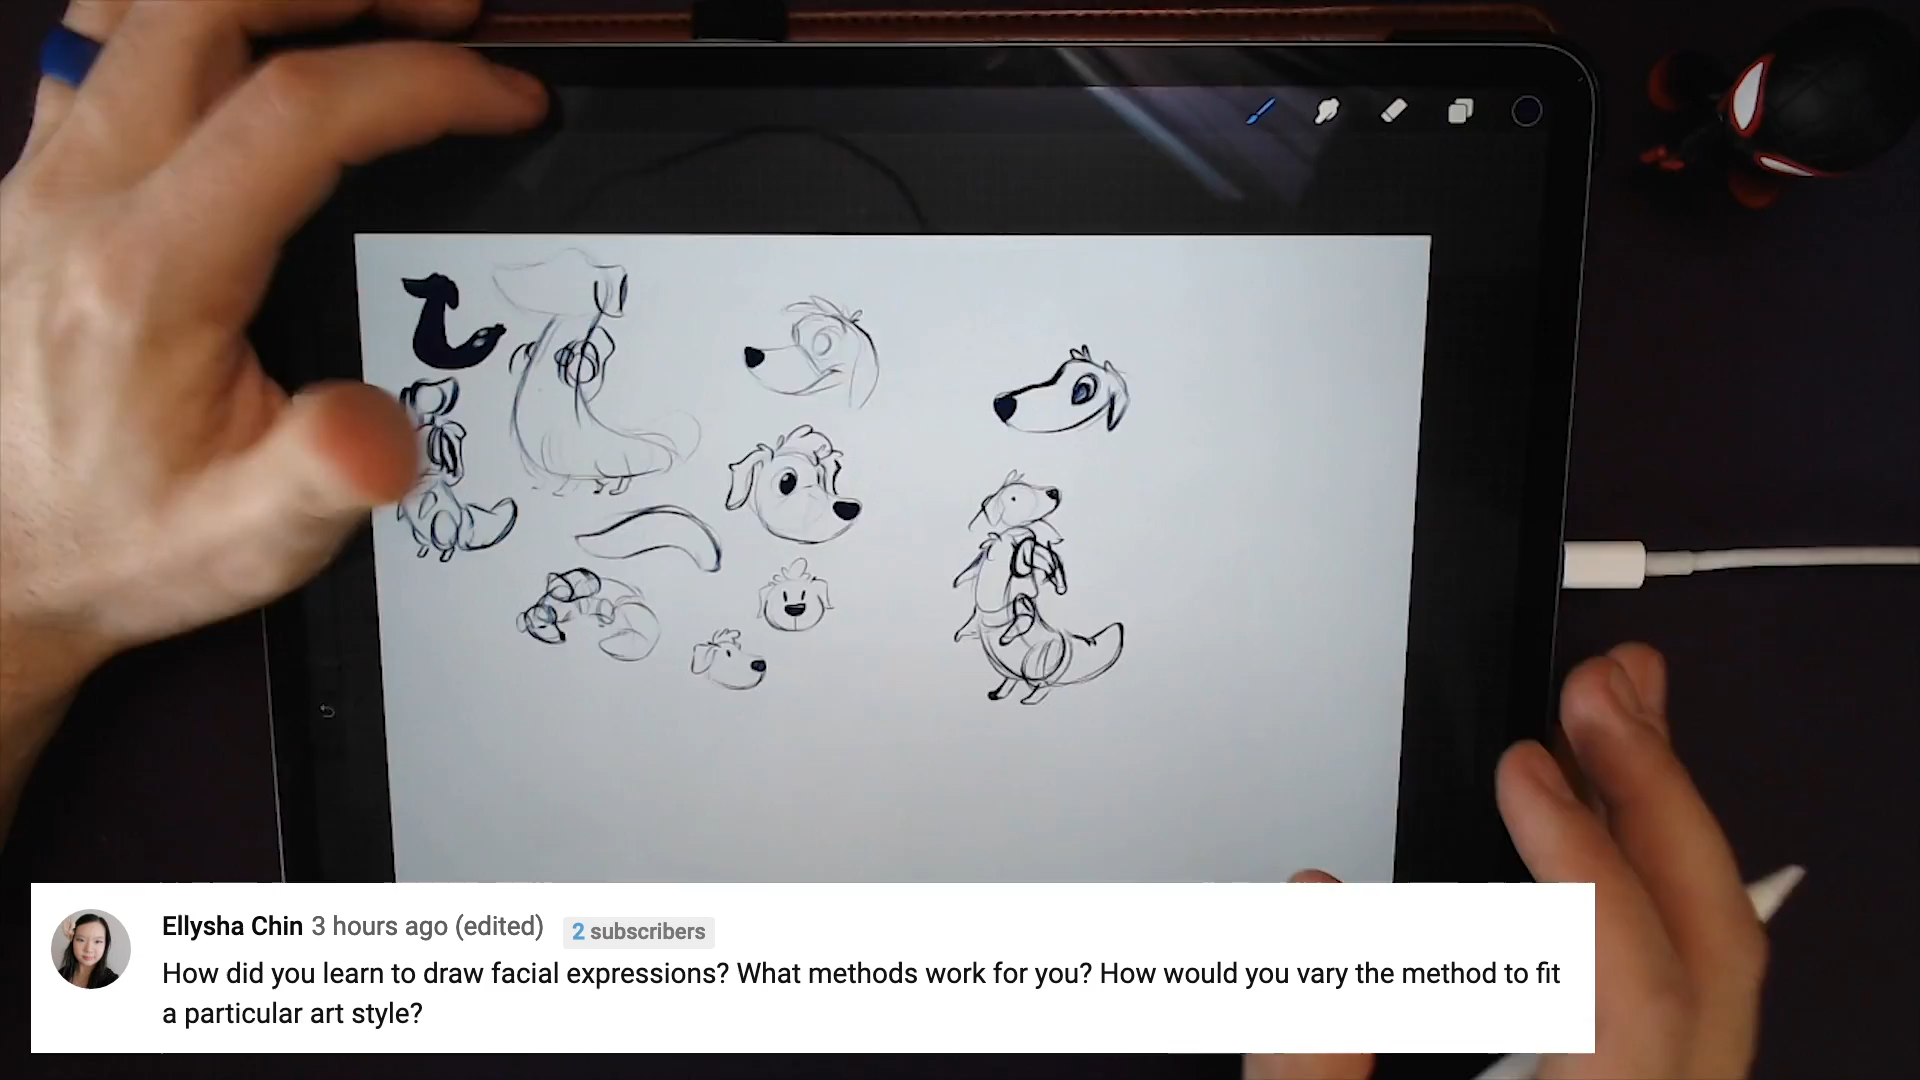 Ellysha Chin 3 hours ago (edited) 2 subscribers
How did you learn to draw facial expressions? What methods work for you? How would you vary the method to fit
a particular art style?